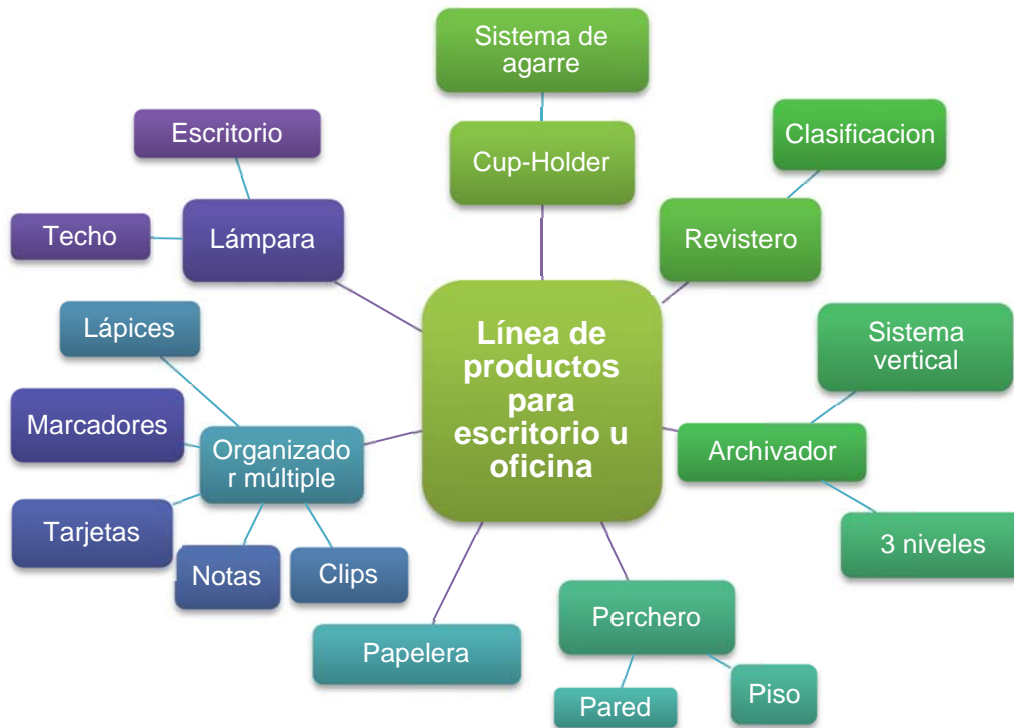 Sistema de
agarre
Cup-Holder
Clasificacion
Revistero
Escritorio
Techo
Lámpara
Línea de
productos
para
escritorio u
oficina
Sistema
vertical
Archivador
3 niveles
Lápices
Marcadores
Organizado
r múltiple
Tarjetas
Notas
Clips
Papelera
Perchero
Pared
Piso